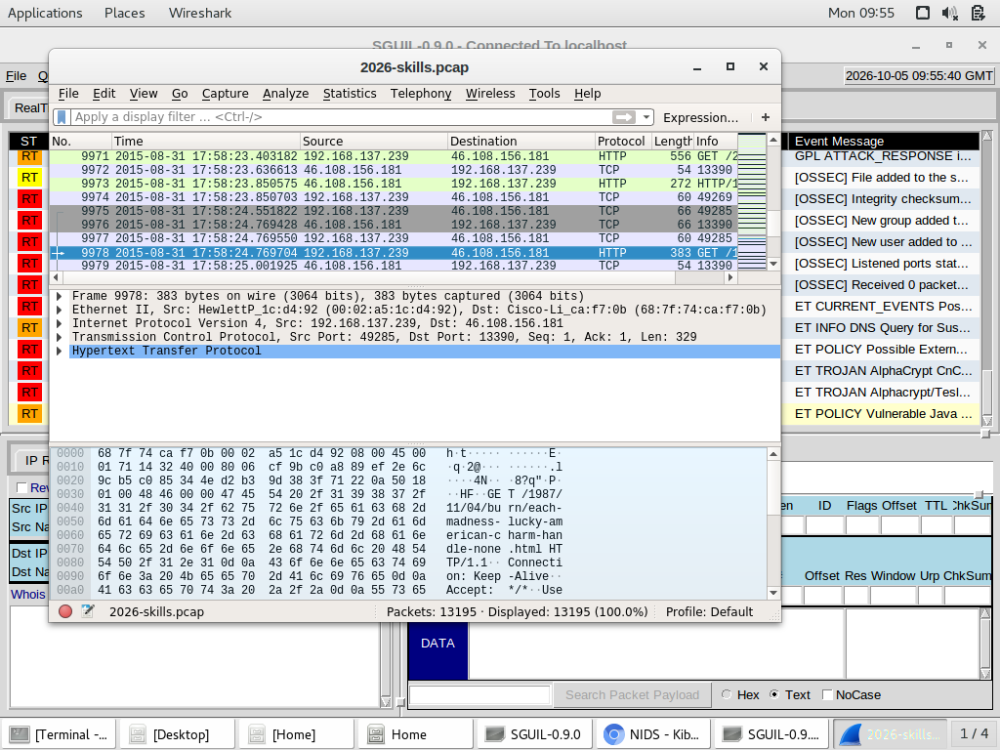 Applications Places Wireshark Mon 09:55
SGUIL-0.9.0 - Connected To localhost
File Q 2026-10-05 09:55:40 GMT
RealT
ST Event Message
RT GPL ATTACK_RESPONSE i...
RT [OSSEC] File added to the s...
RT [OSSEC] Integrity checksum...
RT [OSSEC] New group added t...
RT [OSSEC] New user added to ...
RT [OSSEC] Listened ports stat...
RT [OSSEC] Received 0 packet...
RT ET CURRENT_EVENTS Pos...
RT ET INFO DNS Query for Sus...
RT ET POLICY Possible Extern...
RT ET TROJAN AlphaCrypt CnC...
RT ET TROJAN Alphacrypt/Tesl...
RT ET POLICY Vulnerable Java ...
2026-skills.pcap
File Edit View Go Capture Analyze Statistics Telephony Wireless Tools Help
Apply a display filter ... <Ctrl-/> Expression... +
No. Time Source Destination Protocol Length Info
9971 2015-08-31 17:58:23.403182 192.168.137.239 46.108.156.181 HTTP 556 GET /2
9972 2015-08-31 17:58:23.636613 46.108.156.181 192.168.137.239 TCP 54 13390
9973 2015-08-31 17:58:23.850575 46.108.156.181 192.168.137.239 HTTP 272 HTTP/1
9974 2015-08-31 17:58:23.850703 192.168.137.239 46.108.156.181 TCP 60 49269
9975 2015-08-31 17:58:24.551822 192.168.137.239 46.108.156.181 TCP 66 49285
9976 2015-08-31 17:58:24.769428 46.108.156.181 192.168.137.239 TCP 66 13390
9977 2015-08-31 17:58:24.769550 192.168.137.239 46.108.156.181 TCP 60 49285
9978 2015-08-31 17:58:24.769704 192.168.137.239 46.108.156.181 HTTP 383 GET /1
9979 2015-08-31 17:58:25.001925 46.108.156.181 192.168.137.239 TCP 54 13390
Frame 9978: 383 bytes on wire (3064 bits), 383 bytes captured (3064 bits)
Ethernet II, Src: HewlettP_1c:d4:92 (00:02:a5:1c:d4:92), Dst: Cisco-Li_ca:f7:0b (68:7f:74:ca:f7:0b)
Internet Protocol Version 4, Src: 192.168.137.239, Dst: 46.108.156.181
Transmission Control Protocol, Src Port: 49285, Dst Port: 13390, Seq: 1, Ack: 1, Len: 329
Hypertext Transfer Protocol
0000 68 7f 74 ca f7 0b 00 02 a5 1c d4 92 08 00 45 00 h·t····· ······E·
0010 01 71 14 32 40 00 80 06 cf 9b c0 a8 89 ef 2e 6c ·q·2@··· ·······.l
0020 9c b5 c0 85 34 4e d2 b3 9d 38 3f 71 22 0a 50 18 ····4N·· ·8?q"·P·
0030 01 00 48 46 00 00 47 45 54 20 2f 31 39 38 37 2f ··HF··GE T /1987/
0040 31 31 2f 30 34 2f 62 75 72 6e 2f 65 61 63 68 2d 11/04/bu rn/each-
0050 6d 61 64 6e 65 73 73 2d 6c 75 63 6b 79 2d 61 6d madness- lucky-am
0060 65 72 69 63 61 6e 2d 63 68 61 72 6d 2d 68 61 6e erican-c harm-han
0070 64 6c 65 2d 6e 6f 6e 65 2e 68 74 6d 6c 20 48 54 dle-none .html HT
0080 54 50 2f 31 2e 31 0d 0a 43 6f 6e 6e 65 63 74 69 TP/1.1·· Connecti
0090 6f 6e 3a 20 4b 65 65 70 2d 41 6c 69 76 65 0d 0a on: Keep -Alive··
00a0 41 63 63 65 70 74 3a 20 2a 2f 2a 0d 0a 55 73 65 Accept: */*··Use
2026-skills.pcap Packets: 13195 · Displayed: 13195 (100.0%) Profile: Default
IP R
Rev
Src IP
Src Na
Dst IP
Dst Na
Whois
en ID Flags Offset TTL ChkSum
Offset Res Window Urp ChkSum
DATA
Search Packet Payload Hex Text NoCase
[Terminal -... [Desktop] [Home] Home SGUIL-0.9.0 NIDS - Kib... SGUIL-0.9.... 2026-skills... 1 / 4